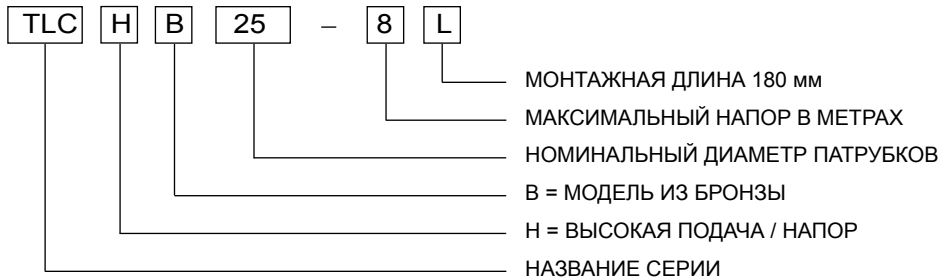 TLC H B 25 – 8 L
МОНТАЖНАЯ ДЛИНА 180 мм
МАКСИМАЛЬНЫЙ НАПОР В МЕТРАХ
НОМИНАЛЬНЫЙ ДИАМЕТР ПАТРУБКОВ
B = МОДЕЛЬ ИЗ БРОНЗЫ
H = ВЫСОКАЯ ПОДАЧА / НАПОР
НАЗВАНИЕ СЕРИИ